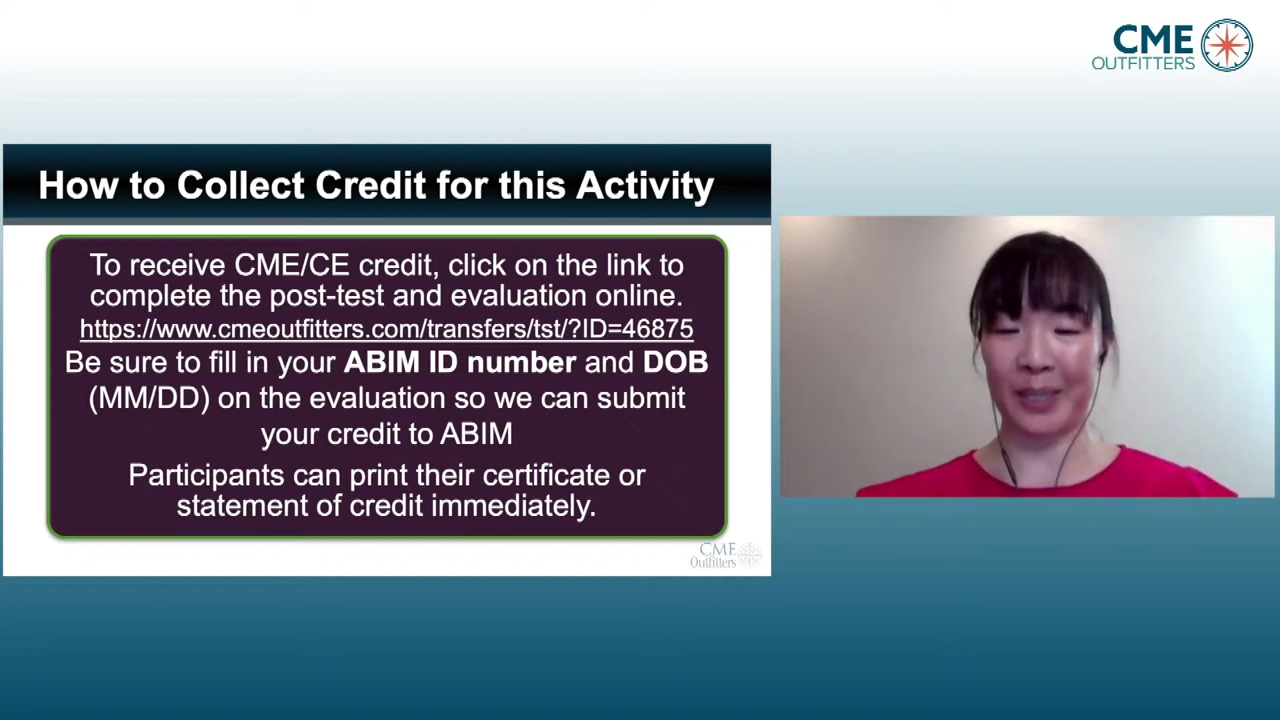 CME
OUTFITTERS
How to Collect Credit for this Activity
To receive CME/CE credit, click on the link to
complete the post-test and evaluation online.
https://www.cmeoutfitters.com/transfers/tst/?ID=46875
Be sure to fill in your ABIM ID number and DOB
(MM/DD) on the evaluation so we can submit
your credit to ABIM
Participants can print their certificate or
statement of credit immediately.
CME
Outfitters